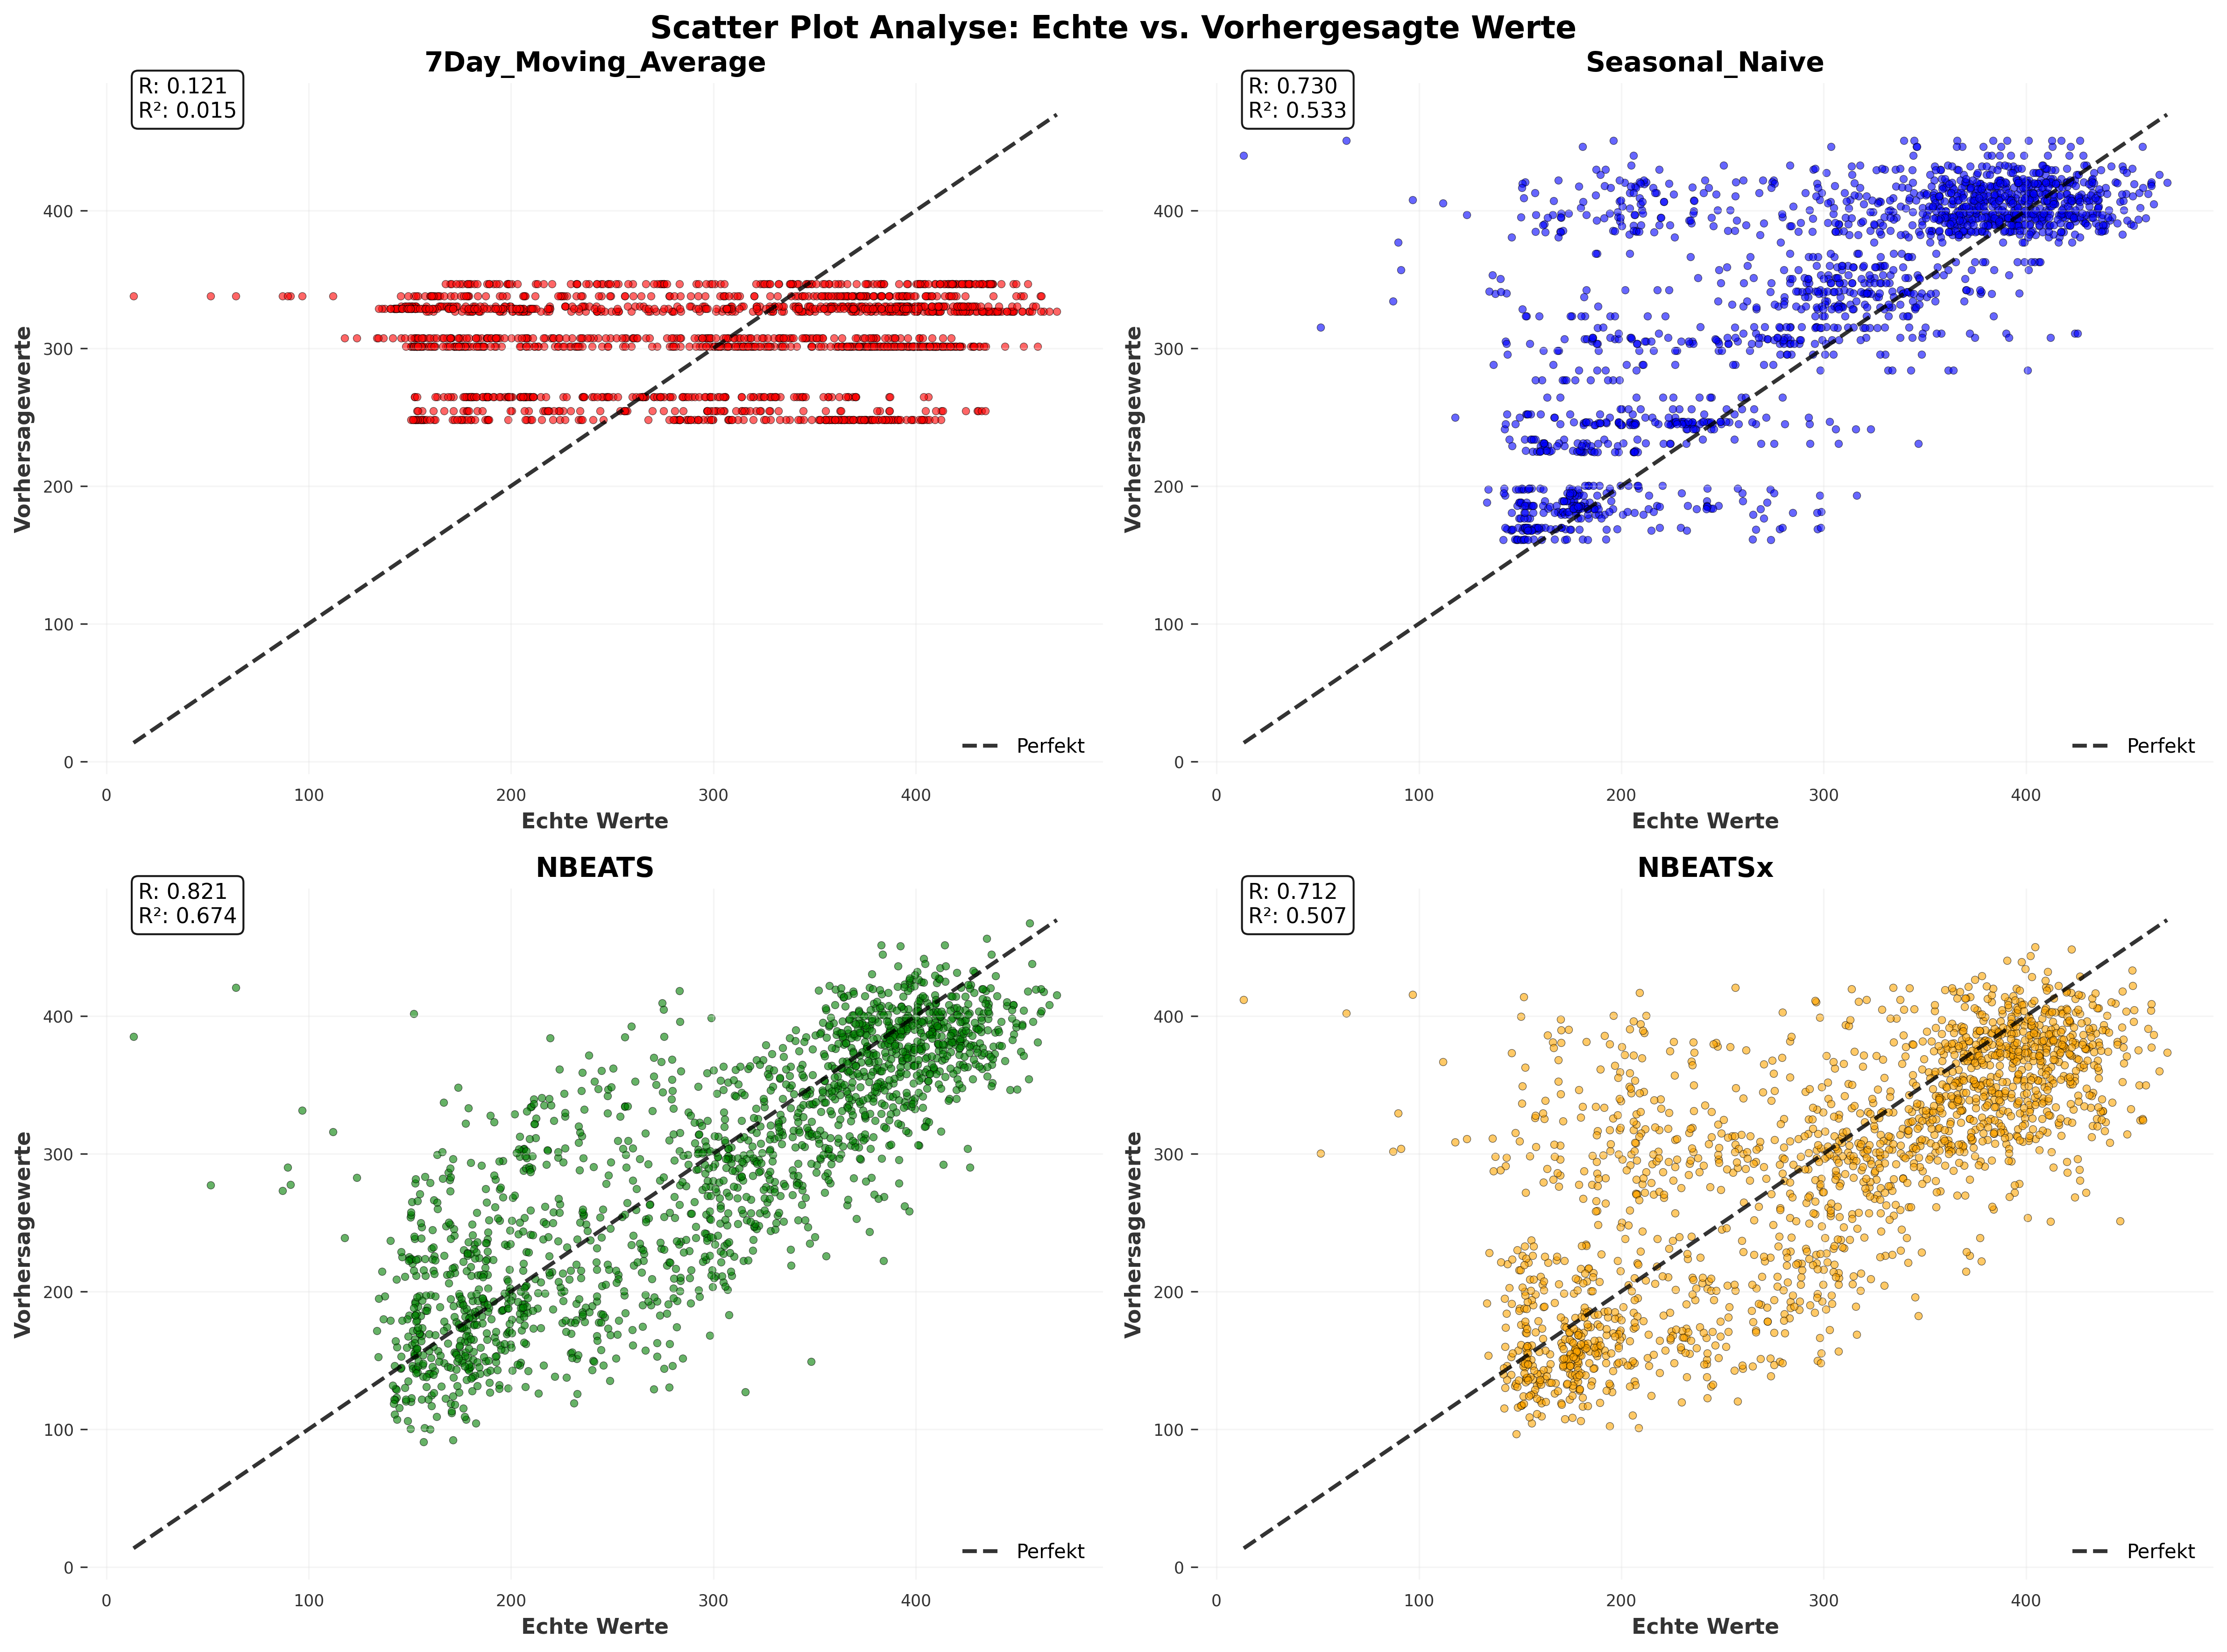 Scatter Plot Analyse: Echte vs. Vorhergesagte Werte
7Day_Moving_Average
R: 0.121
R²: 0.015
400
300
200
100
0
Vorhersagewerte
0 100 200 300 400
Echte Werte
Perfekt
Seasonal_Naive
R: 0.730
R²: 0.533
400
300
200
100
0
Vorhersagewerte
0 100 200 300 400
Echte Werte
Perfekt
NBEATS
R: 0.821
R²: 0.674
400
300
200
100
0
Vorhersagewerte
0 100 200 300 400
Echte Werte
Perfekt
NBEATSx
R: 0.712
R²: 0.507
400
300
200
100
0
Vorhersagewerte
0 100 200 300 400
Echte Werte
Perfekt